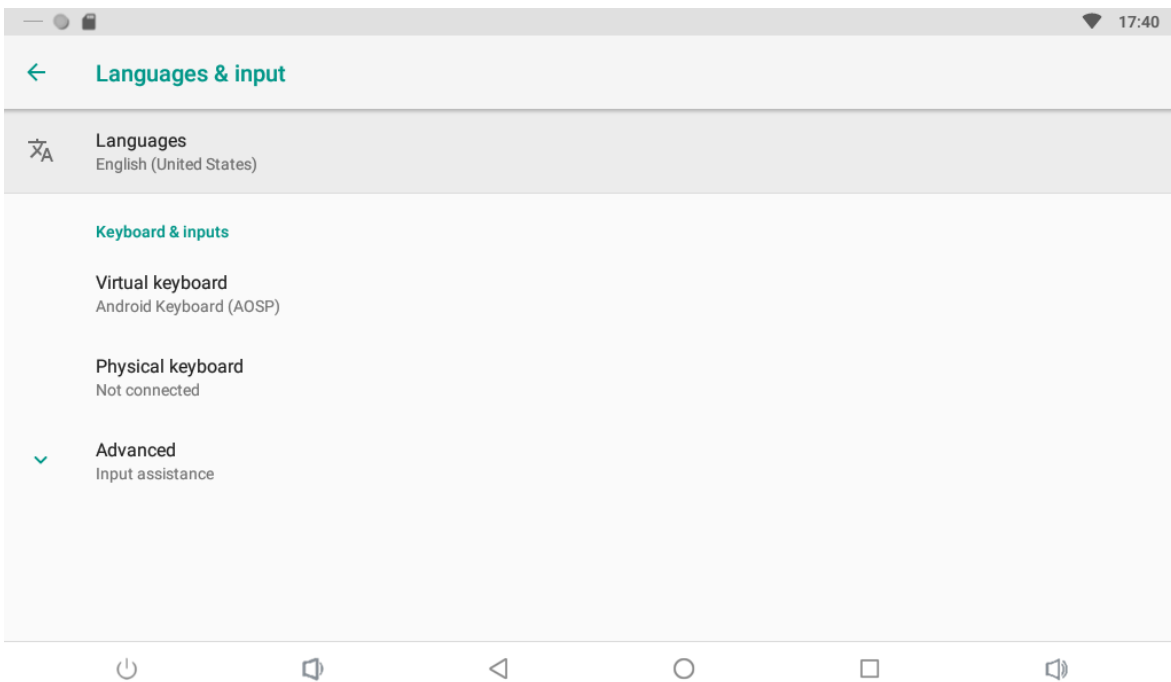 17:40
Languages & input
Languages
English (United States)
Keyboard & inputs
Virtual keyboard
Android Keyboard (AOSP)
Physical keyboard
Not connected
Advanced
Input assistance